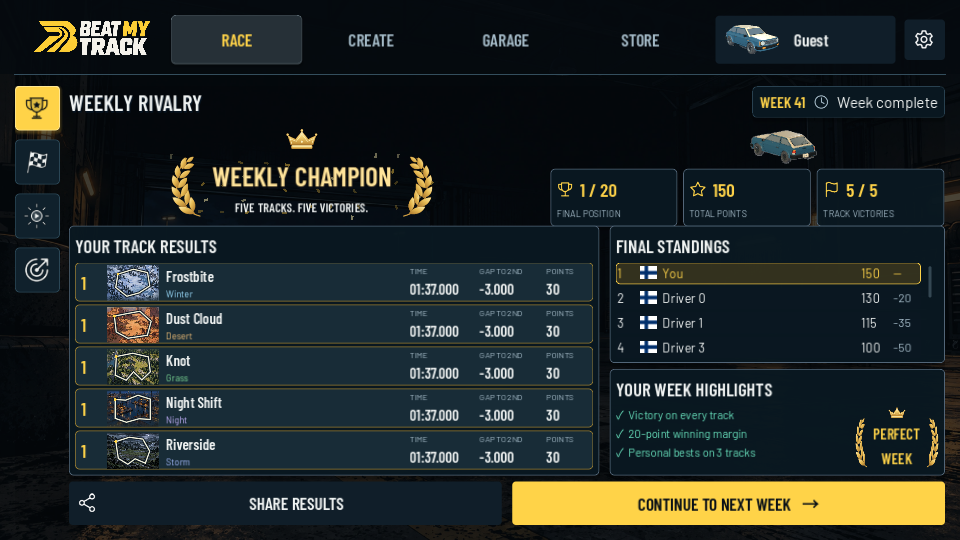 BEAT MY TRACK
RACE
CREATE
GARAGE
STORE
Guest
WEEKLY RIVALRY
WEEK 41 Week complete
WEEKLY CHAMPION
FIVE TRACKS. FIVE VICTORIES.
1 / 20
FINAL POSITION
150
TOTAL POINTS
5 / 5
TRACK VICTORIES
YOUR TRACK RESULTS
1 Frostbite
Winter
TIME GAP TO 2ND POINTS
01:37.000 -3.000 30
1 Dust Cloud
Desert
TIME GAP TO 2ND POINTS
01:37.000 -3.000 30
1 Knot
Grass
TIME GAP TO 2ND POINTS
01:37.000 -3.000 30
1 Night Shift
Night
TIME GAP TO 2ND POINTS
01:37.000 -3.000 30
1 Riverside
Storm
TIME GAP TO 2ND POINTS
01:37.000 -3.000 30
FINAL STANDINGS
1 You 150 —
2 Driver 0 130 -20
3 Driver 1 115 -35
4 Driver 3 100 -50
YOUR WEEK HIGHLIGHTS
✓ Victory on every track
✓ 20-point winning margin
✓ Personal bests on 3 tracks
PERFECT
WEEK
SHARE RESULTS
CONTINUE TO NEXT WEEK →